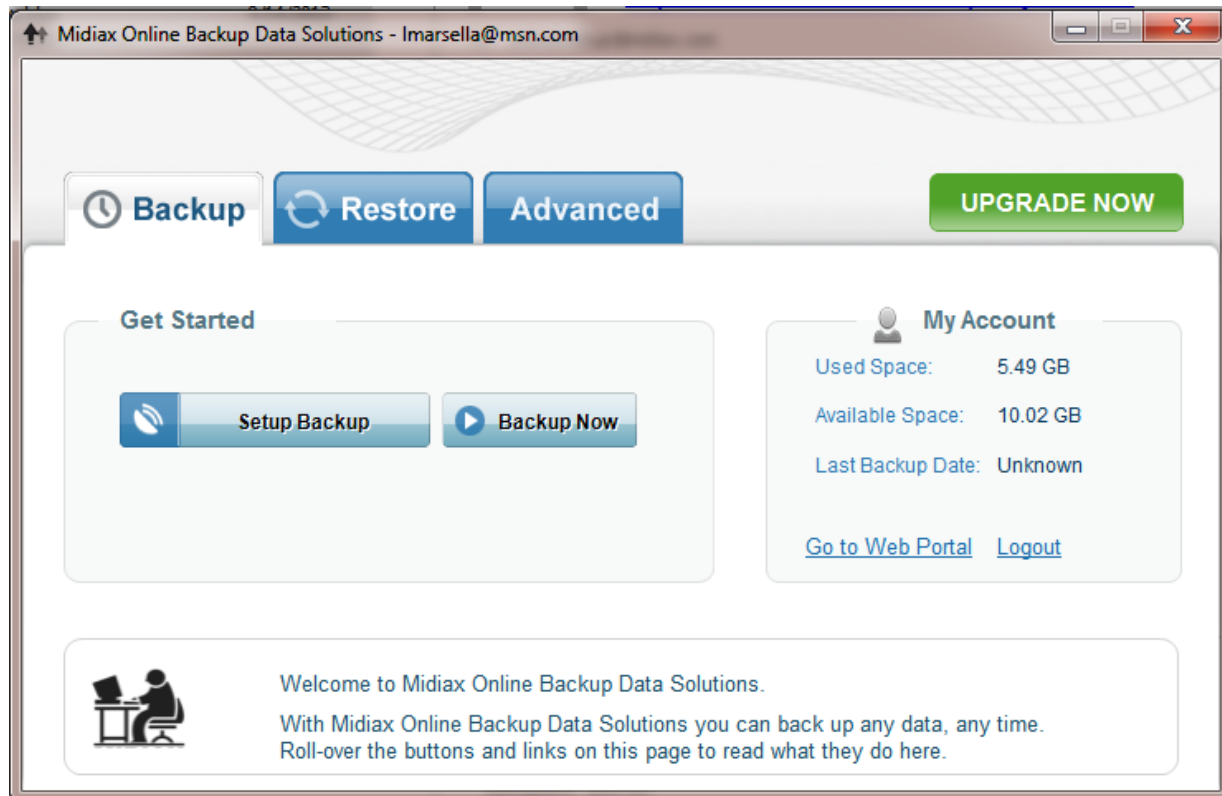 Midiax Online Backup Data Solutions - lmarsella@msn.com
Backup
Restore
Advanced
UPGRADE NOW
Get Started
Setup Backup
Backup Now
My Account
Used Space: 5.49 GB
Available Space: 10.02 GB
Last Backup Date: Unknown
Go to Web Portal Logout
Welcome to Midiax Online Backup Data Solutions.
With Midiax Online Backup Data Solutions you can back up any data, any time.
Roll-over the buttons and links on this page to read what they do here.